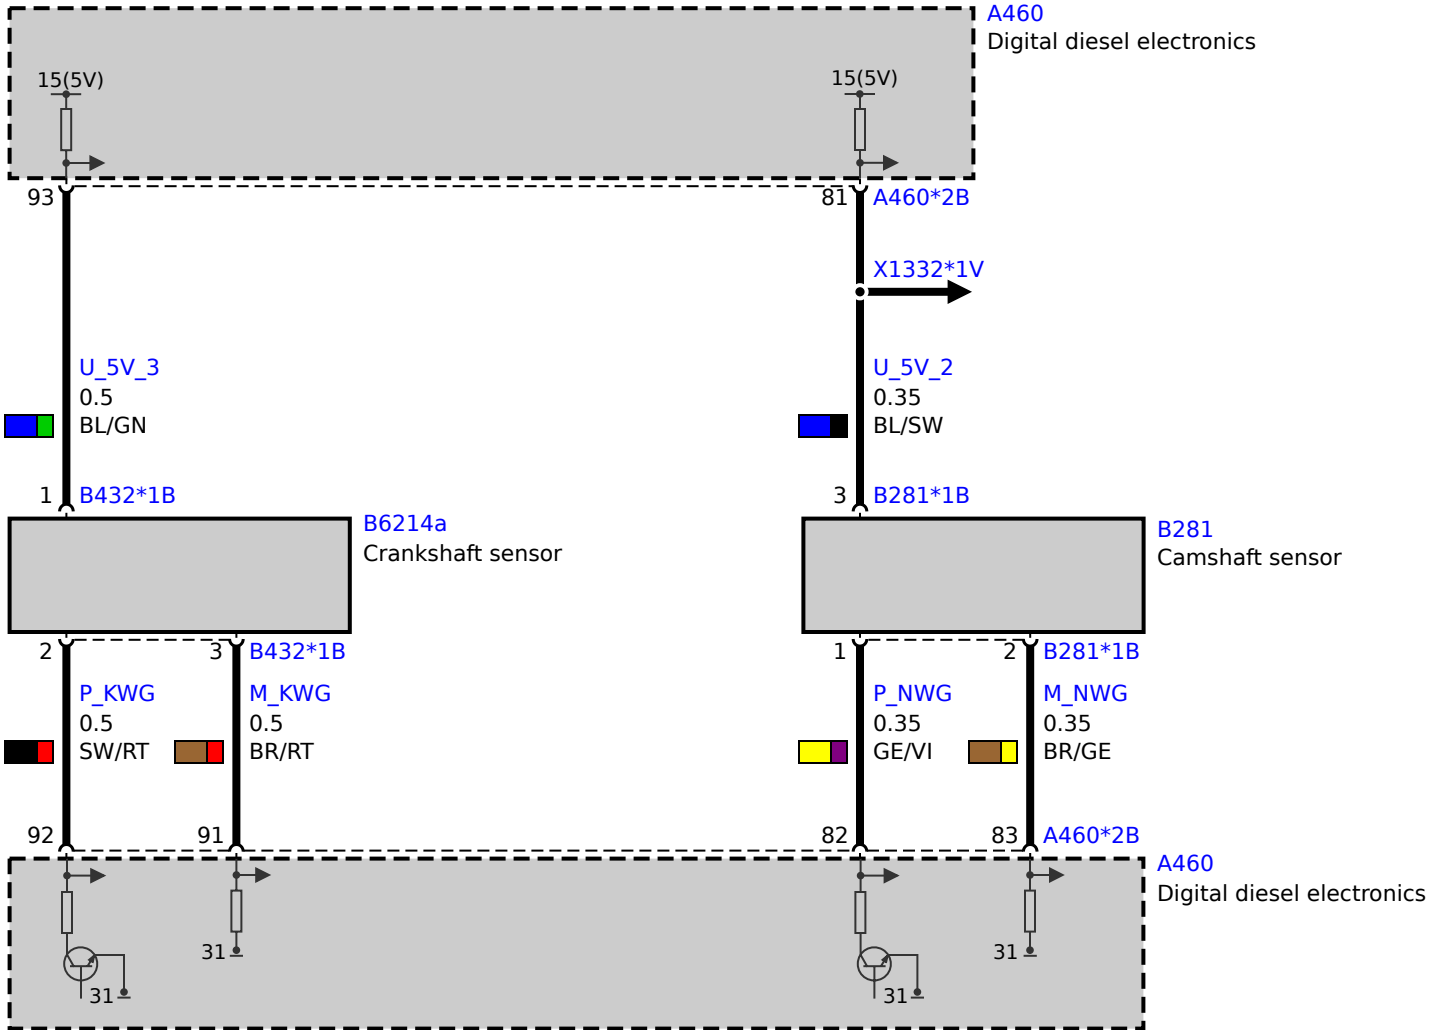 A460
Digital diesel electronics
15(5V)
15(5V)
93
81 A460*2B
X1332*1V
U_5V_3
0.5
BL/GN
U_5V_2
0.35
BL/SW
1 B432*1B
3 B281*1B
B6214a
Crankshaft sensor
B281
Camshaft sensor
2
3 B432*1B
1
2 B281*1B
P_KWG
0.5
SW/RT
M_KWG
0.5
BR/RT
P_NWG
0.35
GE/VI
M_NWG
0.35
BR/GE
92
91
82
83 A460*2B
A460
Digital diesel electronics
31
31
31
31